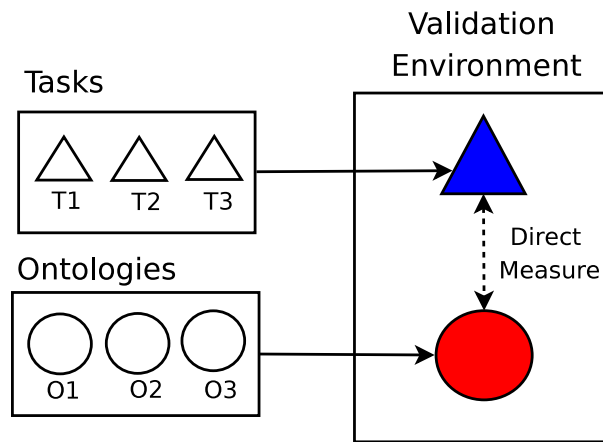 Validation
Environment
Tasks
T1 T2 T3
Direct
Measure
Ontologies
O1 O2 O3